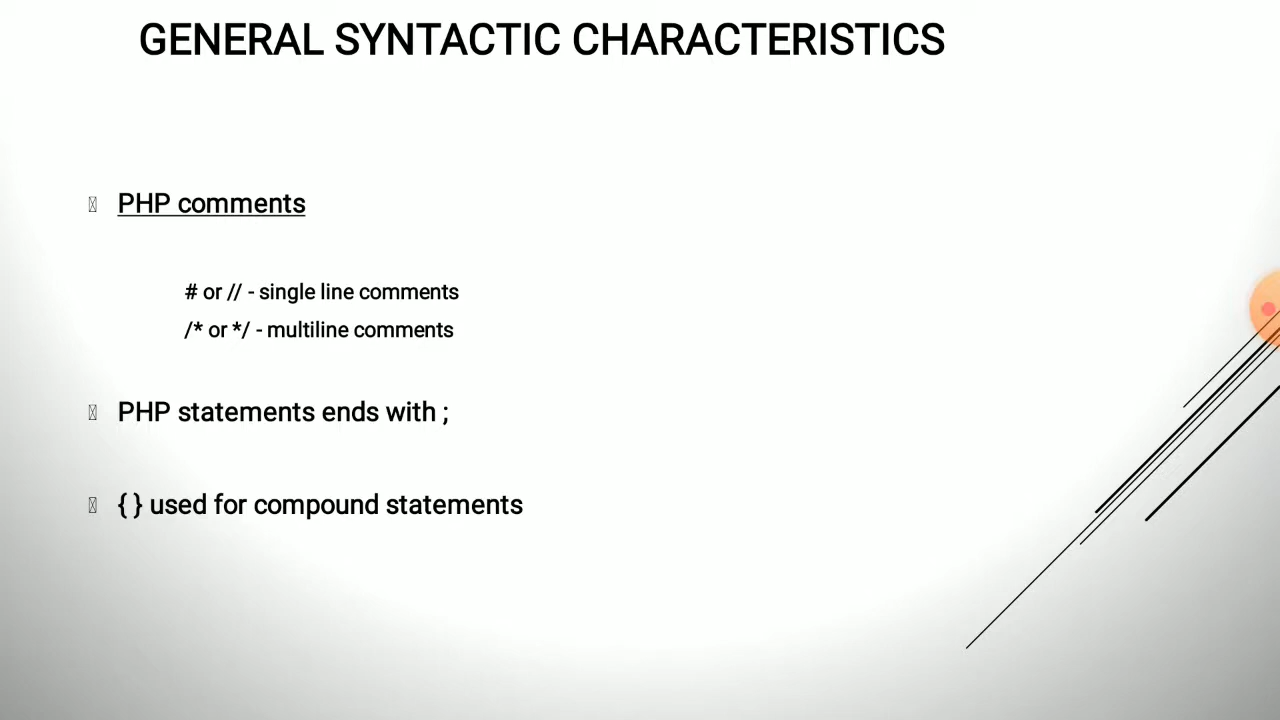 GENERAL SYNTACTIC CHARACTERISTICS
PHP comments
# or // - single line comments
/* or */ - multiline comments
PHP statements ends with ;
{ } used for compound statements